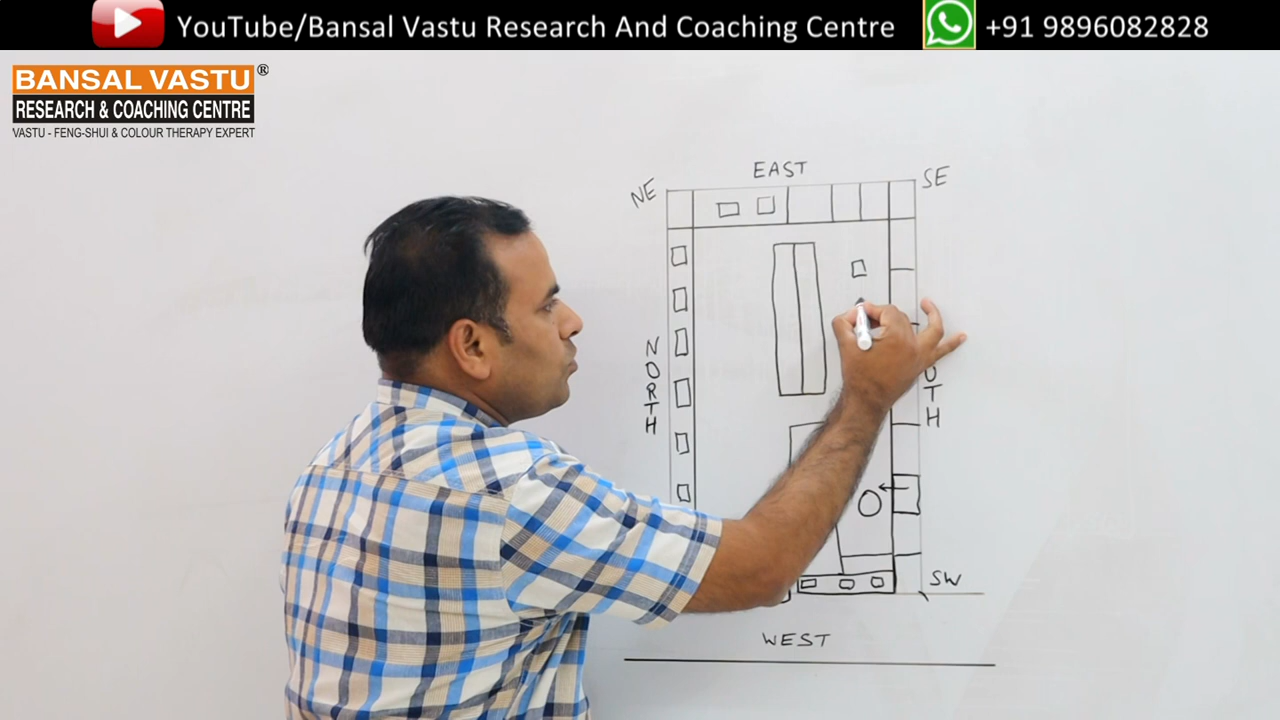 YouTube/Bansal Vastu Research And Coaching Centre +91 9896082828
BANSAL VASTU®
RESEARCH & COACHING CENTRE
VASTU - FENG-SHUI & COLOUR THERAPY EXPERT
EAST
NE
SE
NORTH
UTH
SW
WEST